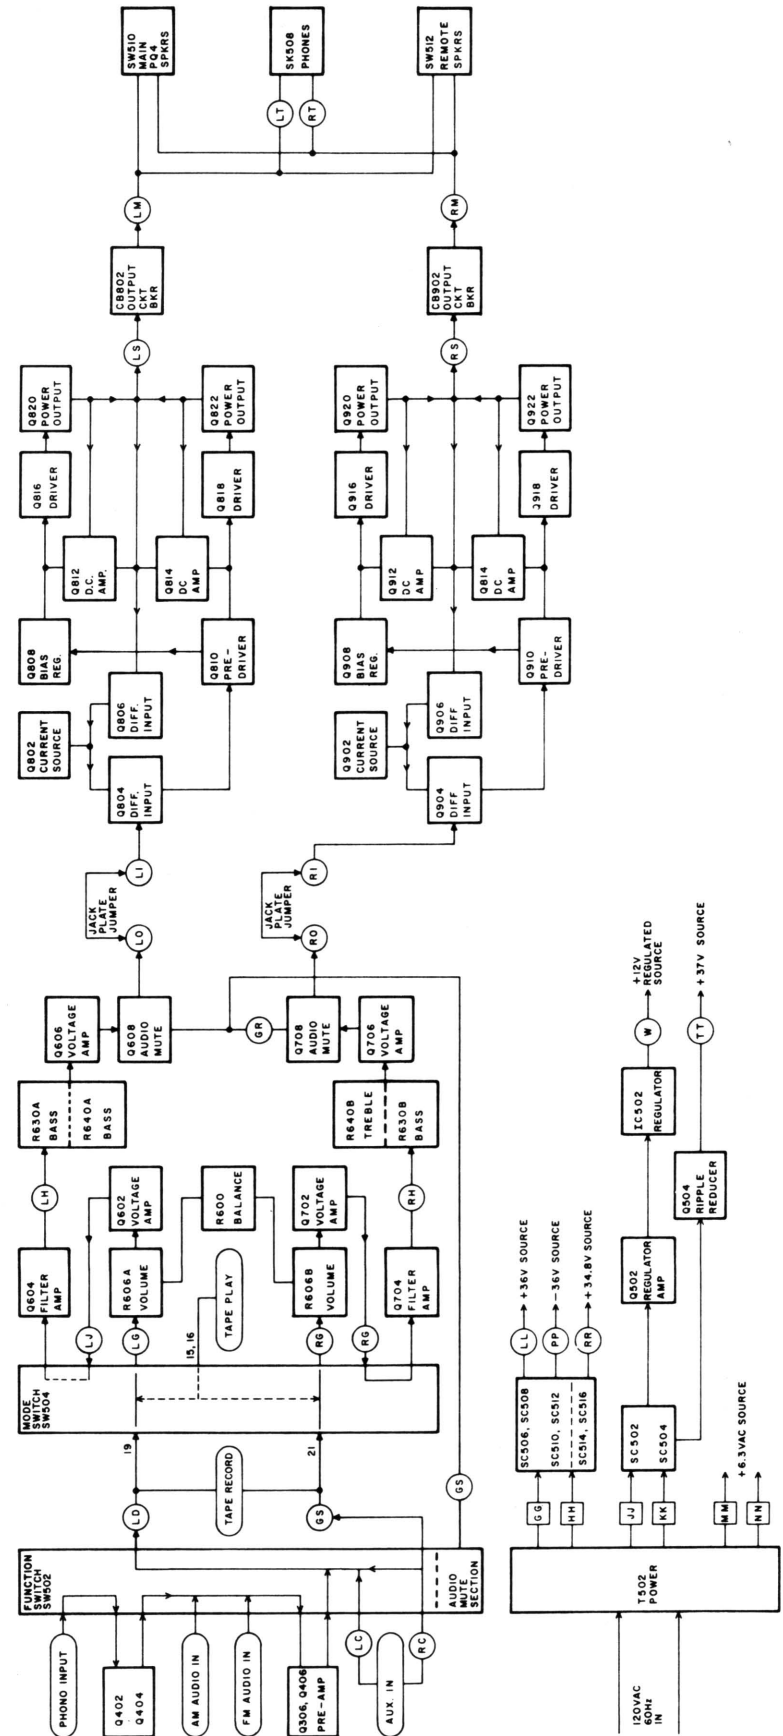 PHONO INPUT
Q402
Q404
AM AUDIO IN
FM AUDIO IN
Q306, Q406
PRE-AMP
AUX. IN
LC
RC
FUNCTION
SWITCH
SW502
AUDIO
MUTE
SECTION
LD
TAPE RECORD
GS
GS
19
21
MODE
SWITCH
SW504
15, 16
TAPE PLAY
LJ
LG
RG
RG
Q604
FILTER
AMP
R606A
VOLUME
R606B
VOLUME
Q704
FILTER
AMP
LH
Q602
VOLTAGE
AMP
R600
BALANCE
Q702
VOLTAGE
AMP
RH
R630A
BASS
R640A
BASS
R640B
TREBLE
R630B
BASS
Q606
VOLTAGE
AMP
Q608
AUDIO
MUTE
GR
Q708
AUDIO
MUTE
Q706
VOLTAGE
AMP
LO
JACK
PLATE
JUMPER
LI
RO
JACK
PLATE
JUMPER
RI
Q802
CURRENT
SOURCE
Q804
DIFF.
INPUT
Q806
DIFF.
INPUT
Q808
BIAS
REG.
Q810
PRE-
DRIVER
Q812
D.C.
AMP.
Q814
DC
AMP
Q816
DRIVER
Q818
DRIVER
Q820
POWER
OUTPUT
Q822
POWER
OUTPUT
LS
CB802
OUTPUT
CKT
BKR
LM
Q902
CURRENT
SOURCE
Q904
DIFF
INPUT
Q906
DIFF
INPUT
Q908
BIAS
REG.
Q910
PRE-
DRIVER
Q912
DC
AMP
Q814
DC
AMP
Q916
DRIVER
Q918
DRIVER
Q920
POWER
OUTPUT
Q922
POWER
OUTPUT
RS
CB902
OUTPUT
CKT
BKR
RM
LT
RT
SW510
MAIN
PQ4
SPKRS
SK508
PHONES
SW512
REMOTE
SPKRS
120VAC
60Hz
IN
T502
POWER
GG
HH
JJ
KK
MM
NN
+6.3VAC SOURCE
SC506, SC508
SC510, SC512
SC514, SC516
LL
+36V SOURCE
PP
-36V SOURCE
RR
+34.8V SOURCE
SC502
SC504
Q502
REGULATOR
AMP
IC502
REGULATOR
W
+12V
REGULATED
SOURCE
Q504
RIPPLE
REDUCER
TT
+37V SOURCE